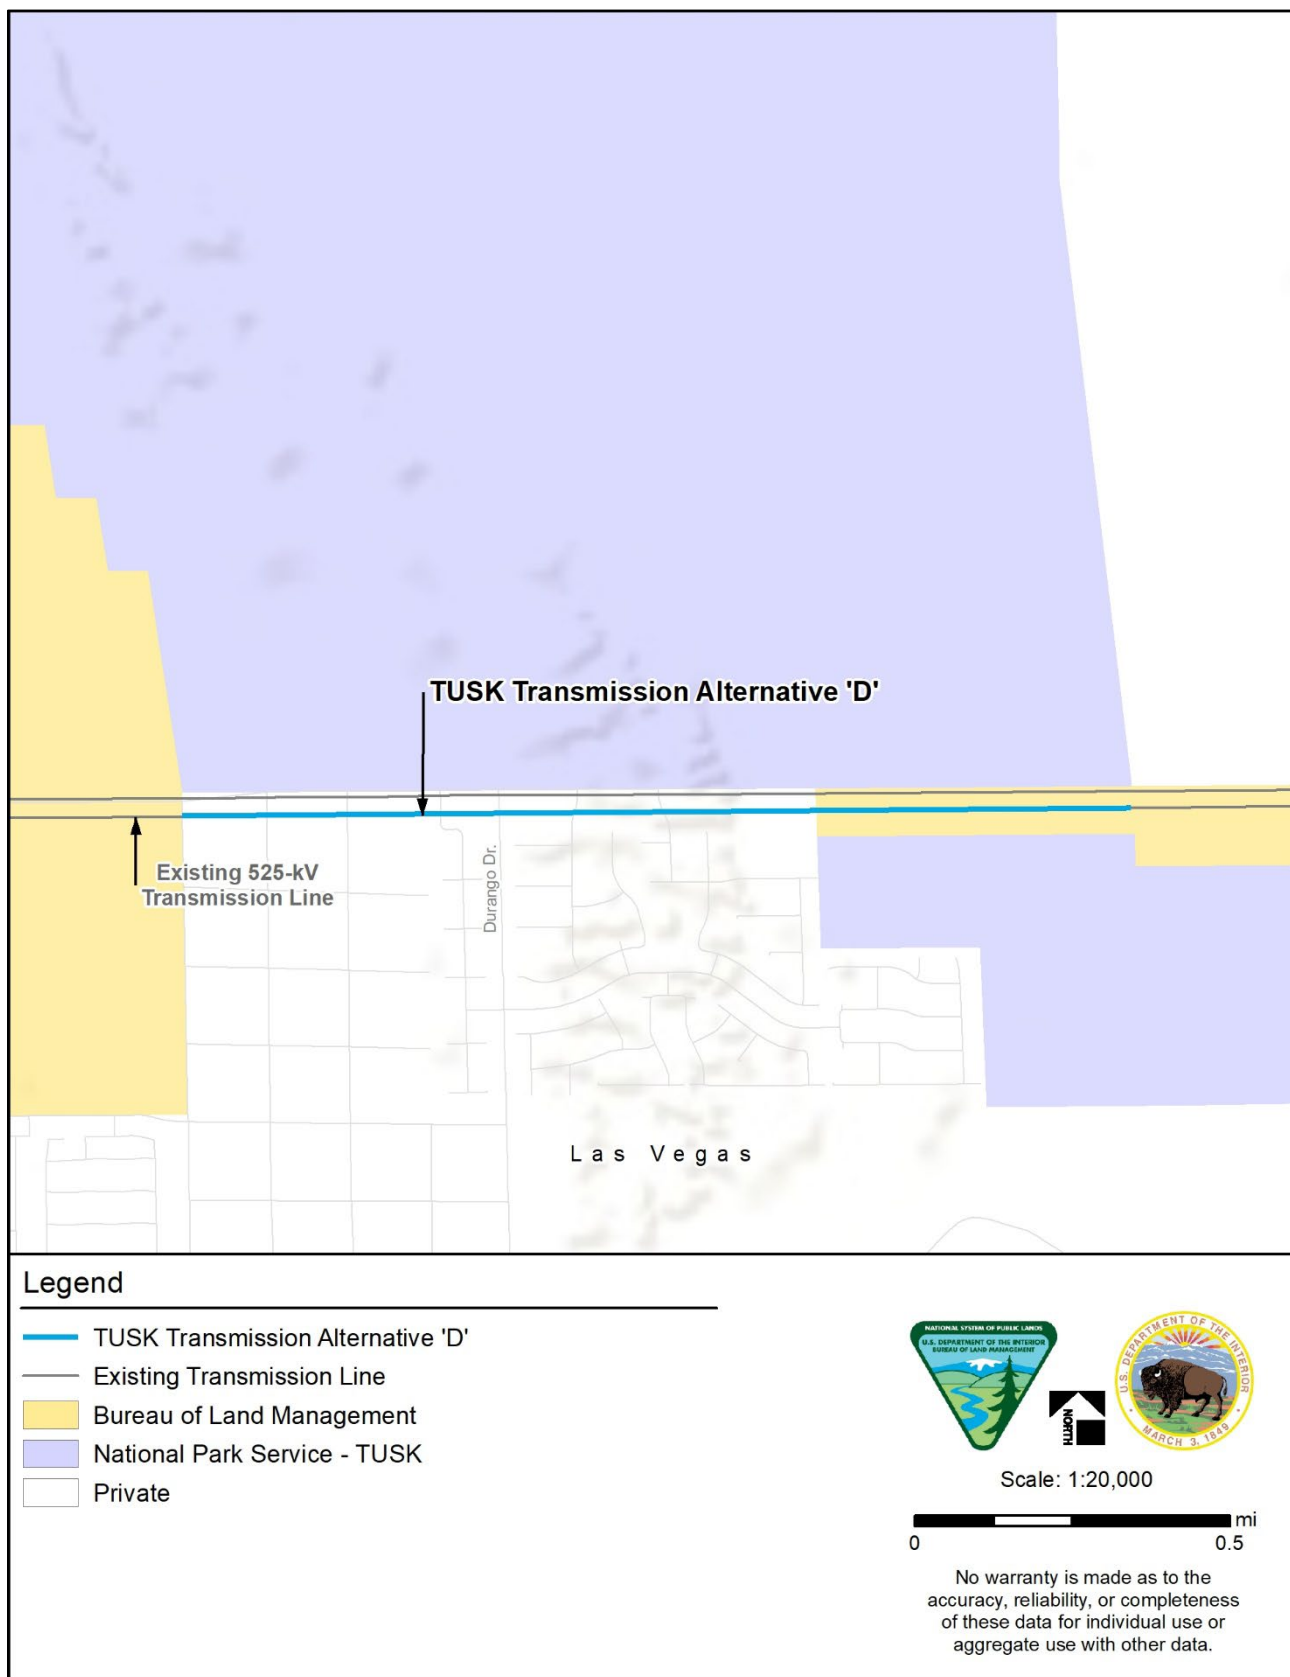 TUSK Transmission Alternative 'D'
Existing 525-kV
Transmission Line
Durango Dr.
Las Vegas
Legend
TUSK Transmission Alternative 'D'
Existing Transmission Line
Bureau of Land Management
National Park Service - TUSK
Private
NATIONAL SYSTEM OF PUBLIC LANDS
U.S. DEPARTMENT OF THE INTERIOR
BUREAU OF LAND MANAGEMENT
NORTH
U.S. DEPARTMENT OF THE INTERIOR
MARCH 3, 1849
Scale: 1:20,000
mi
0 0.5
No warranty is made as to the
accuracy, reliability, or completeness
of these data for individual use or
aggregate use with other data.